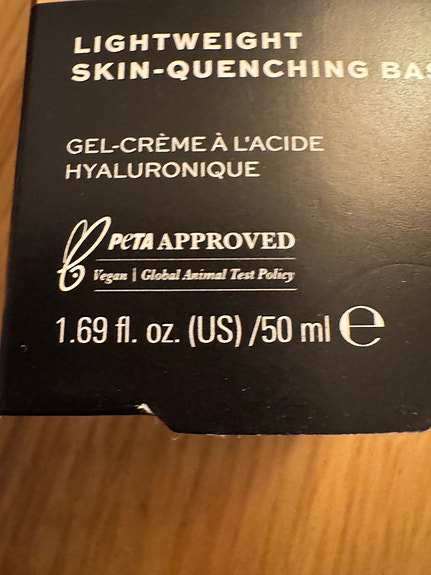 LIGHTWEIGHT
SKIN-QUENCHING
GEL-CRÈME À L'ACIDE
HYALURONIQUE
PETA APPROVED
Vegan | Global Animal Test Policy
1.69 fl. oz. (US) /50 ml ℮